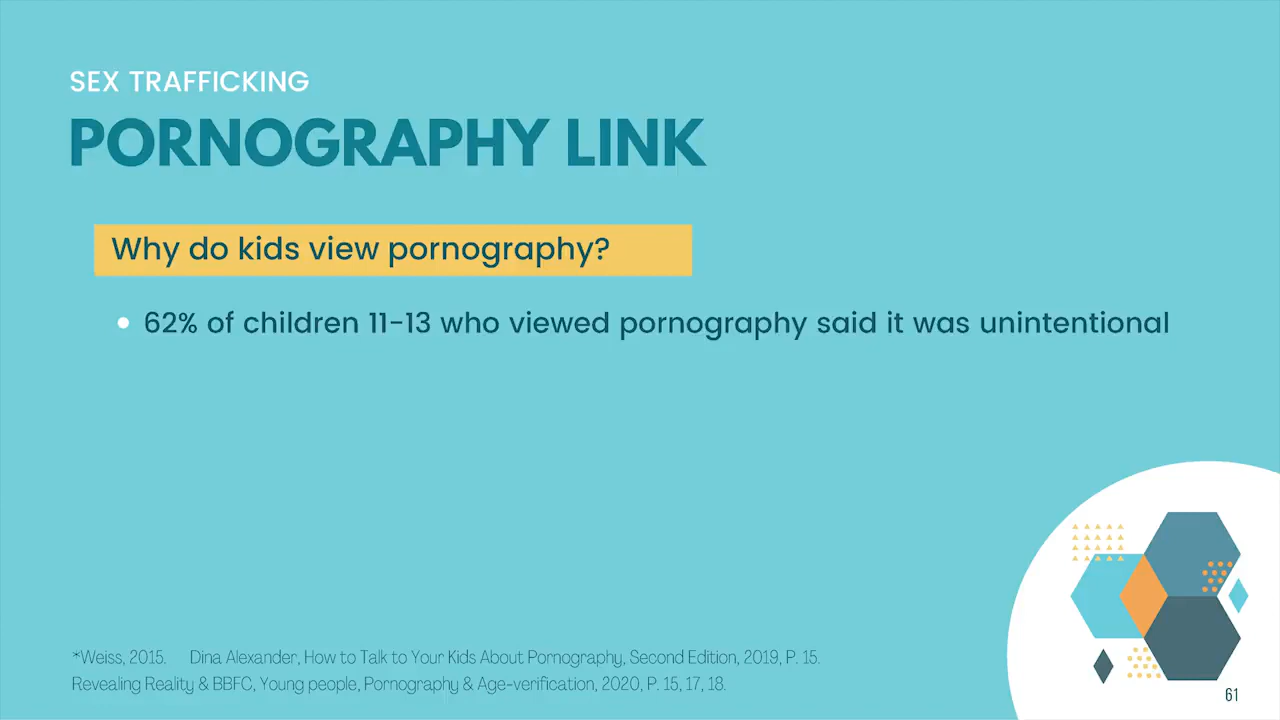 SEX TRAFFICKING
PORNOGRAPHY LINK
Why do kids view pornography?
• 62% of children 11-13 who viewed pornography said it was unintentional
*Weiss, 2015. Dina Alexander, How to Talk to Your Kids About Pornography, Second Edition, 2019, P. 15.
Revealing Reality & BBFC, Young people, Pornography & Age-verification, 2020, P. 15, 17, 18.
61